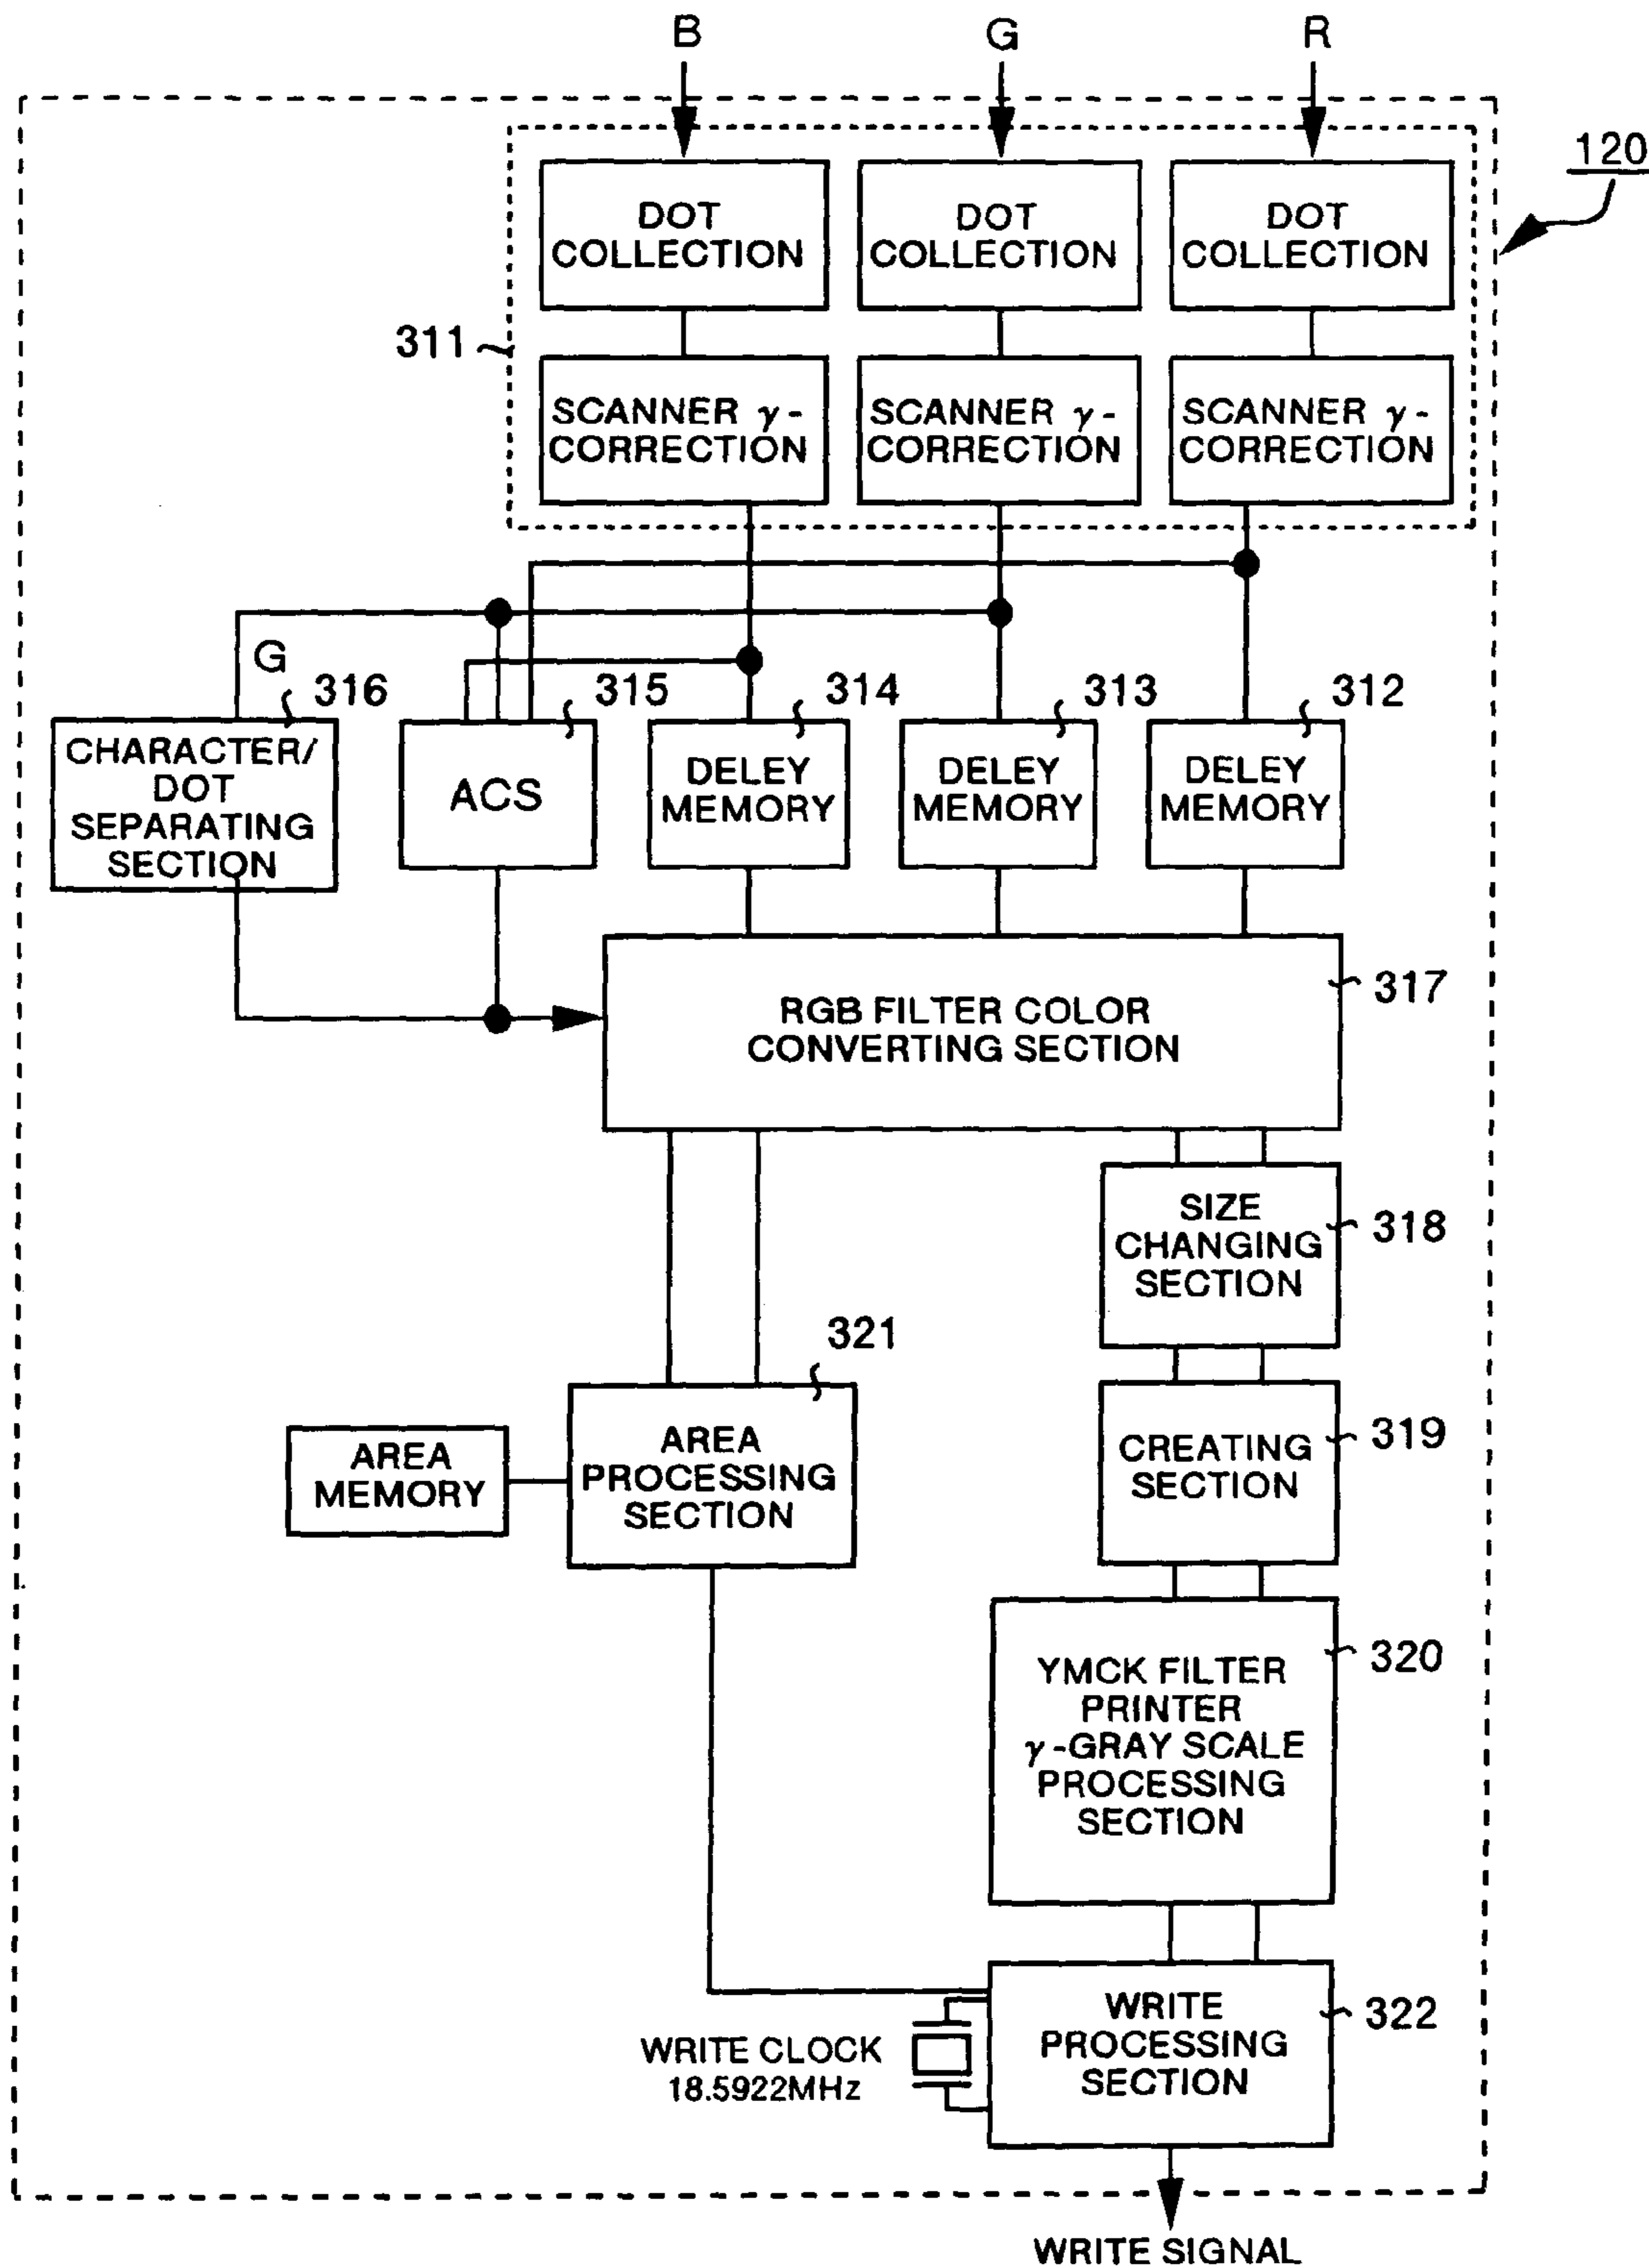 B
G
R
120
DOT
COLLECTION
DOT
COLLECTION
DOT
COLLECTION
311
SCANNER γ-
CORRECTION
SCANNER γ-
CORRECTION
SCANNER γ-
CORRECTION
G
316
315
314
313
312
CHARACTER/
DOT
SEPARATING
SECTION
ACS
DELEY
MEMORY
DELEY
MEMORY
DELEY
MEMORY
RGB FILTER COLOR
CONVERTING SECTION
317
SIZE
CHANGING
SECTION
318
321
AREA
MEMORY
AREA
PROCESSING
SECTION
CREATING
SECTION
319
YMCK FILTER
PRINTER
γ-GRAY SCALE
PROCESSING
SECTION
320
WRITE CLOCK
18.5922MHz
WRITE
PROCESSING
SECTION
322
WRITE SIGNAL